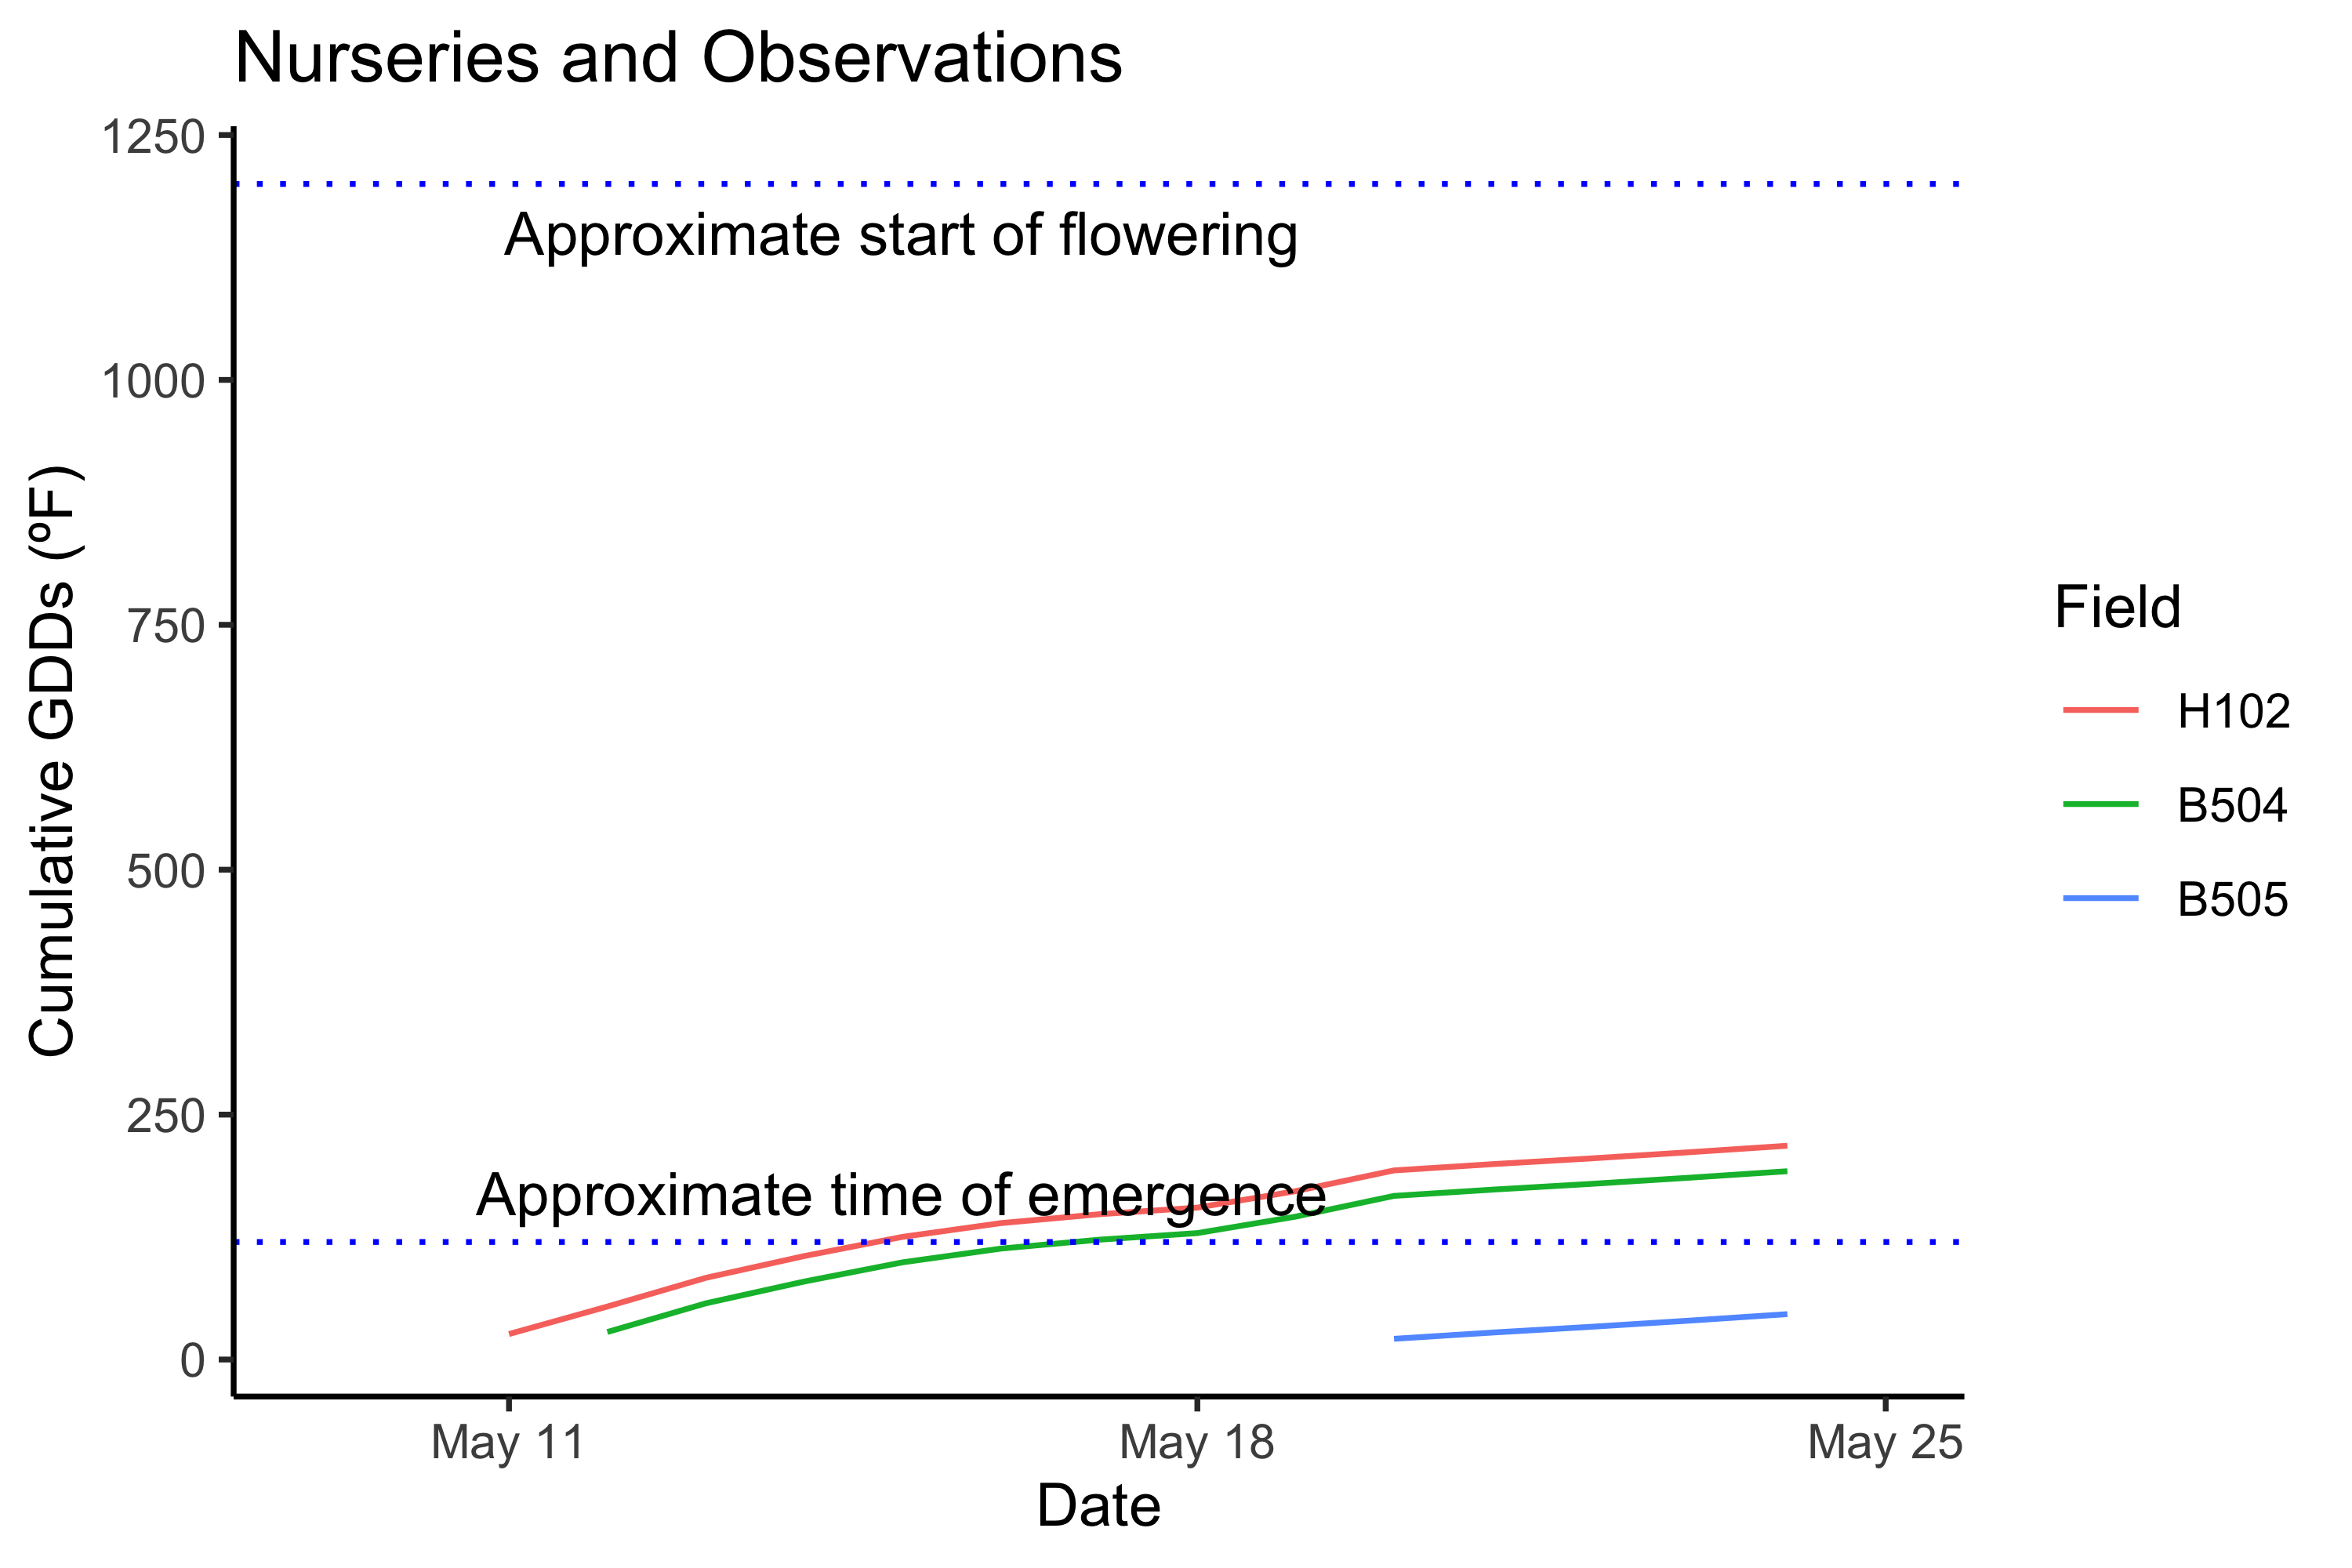 Nurseries and Observations
1250
1000
750
500
250
0
Cumulative GDDs (ºF)
Approximate start of flowering
Approximate time of emergence
May 11
May 18
May 25
Date
Field
H102
B504
B505